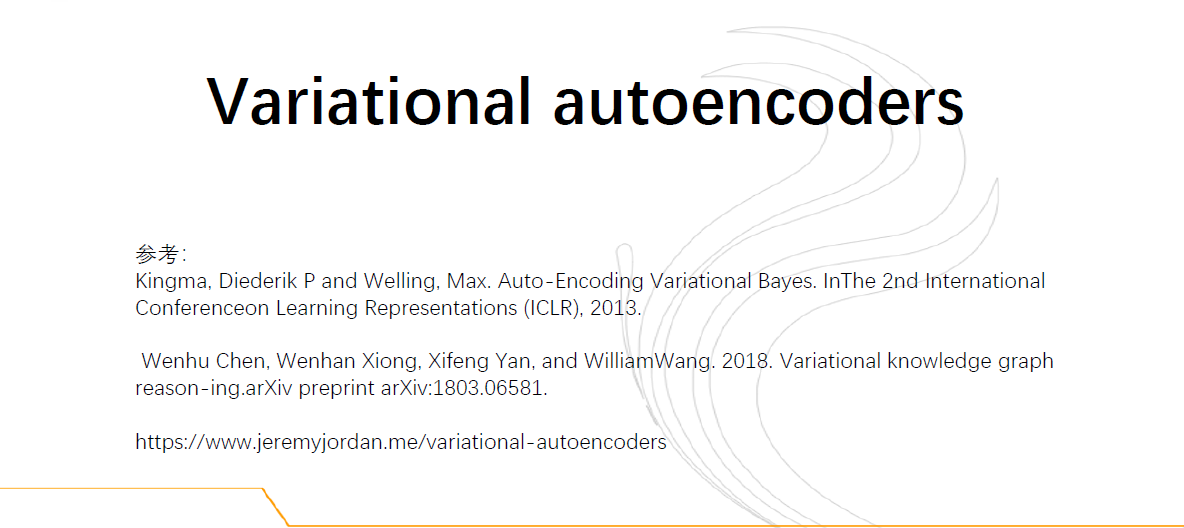 Variational autoencoders
参考:
Kingma, Diederik P and Welling, Max. Auto-Encoding Variational Bayes. InThe 2nd International
Conferenceon Learning Representations (ICLR), 2013.
Wenhu Chen, Wenhan Xiong, Xifeng Yan, and WilliamWang. 2018. Variational knowledge graph
reason-ing.arXiv preprint arXiv:1803.06581.
https://www.jeremyjordan.me/variational-autoencoders